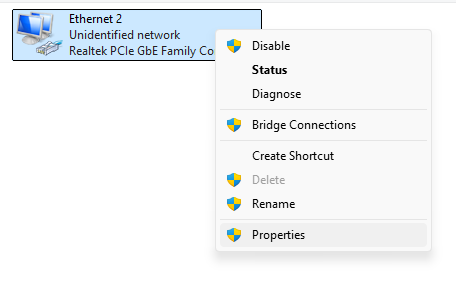 Ethernet 2
Unidentified network
Realtek PCIe GbE Family Co
Disable
Status
Diagnose
Bridge Connections
Create Shortcut
Delete
Rename
Properties